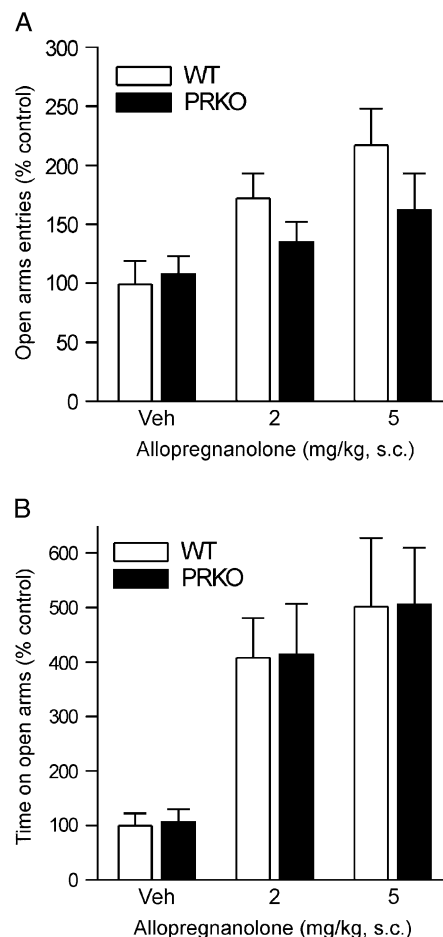 A
300
250
200
150
100
50
0
Open arms entries (% control)
WT
PRKO
Veh 2 5
Allopregnanolone (mg/kg, s.c.)
B
600
500
400
300
200
100
0
Time on open arms (% control)
WT
PRKO
Veh 2 5
Allopregnanolone (mg/kg, s.c.)